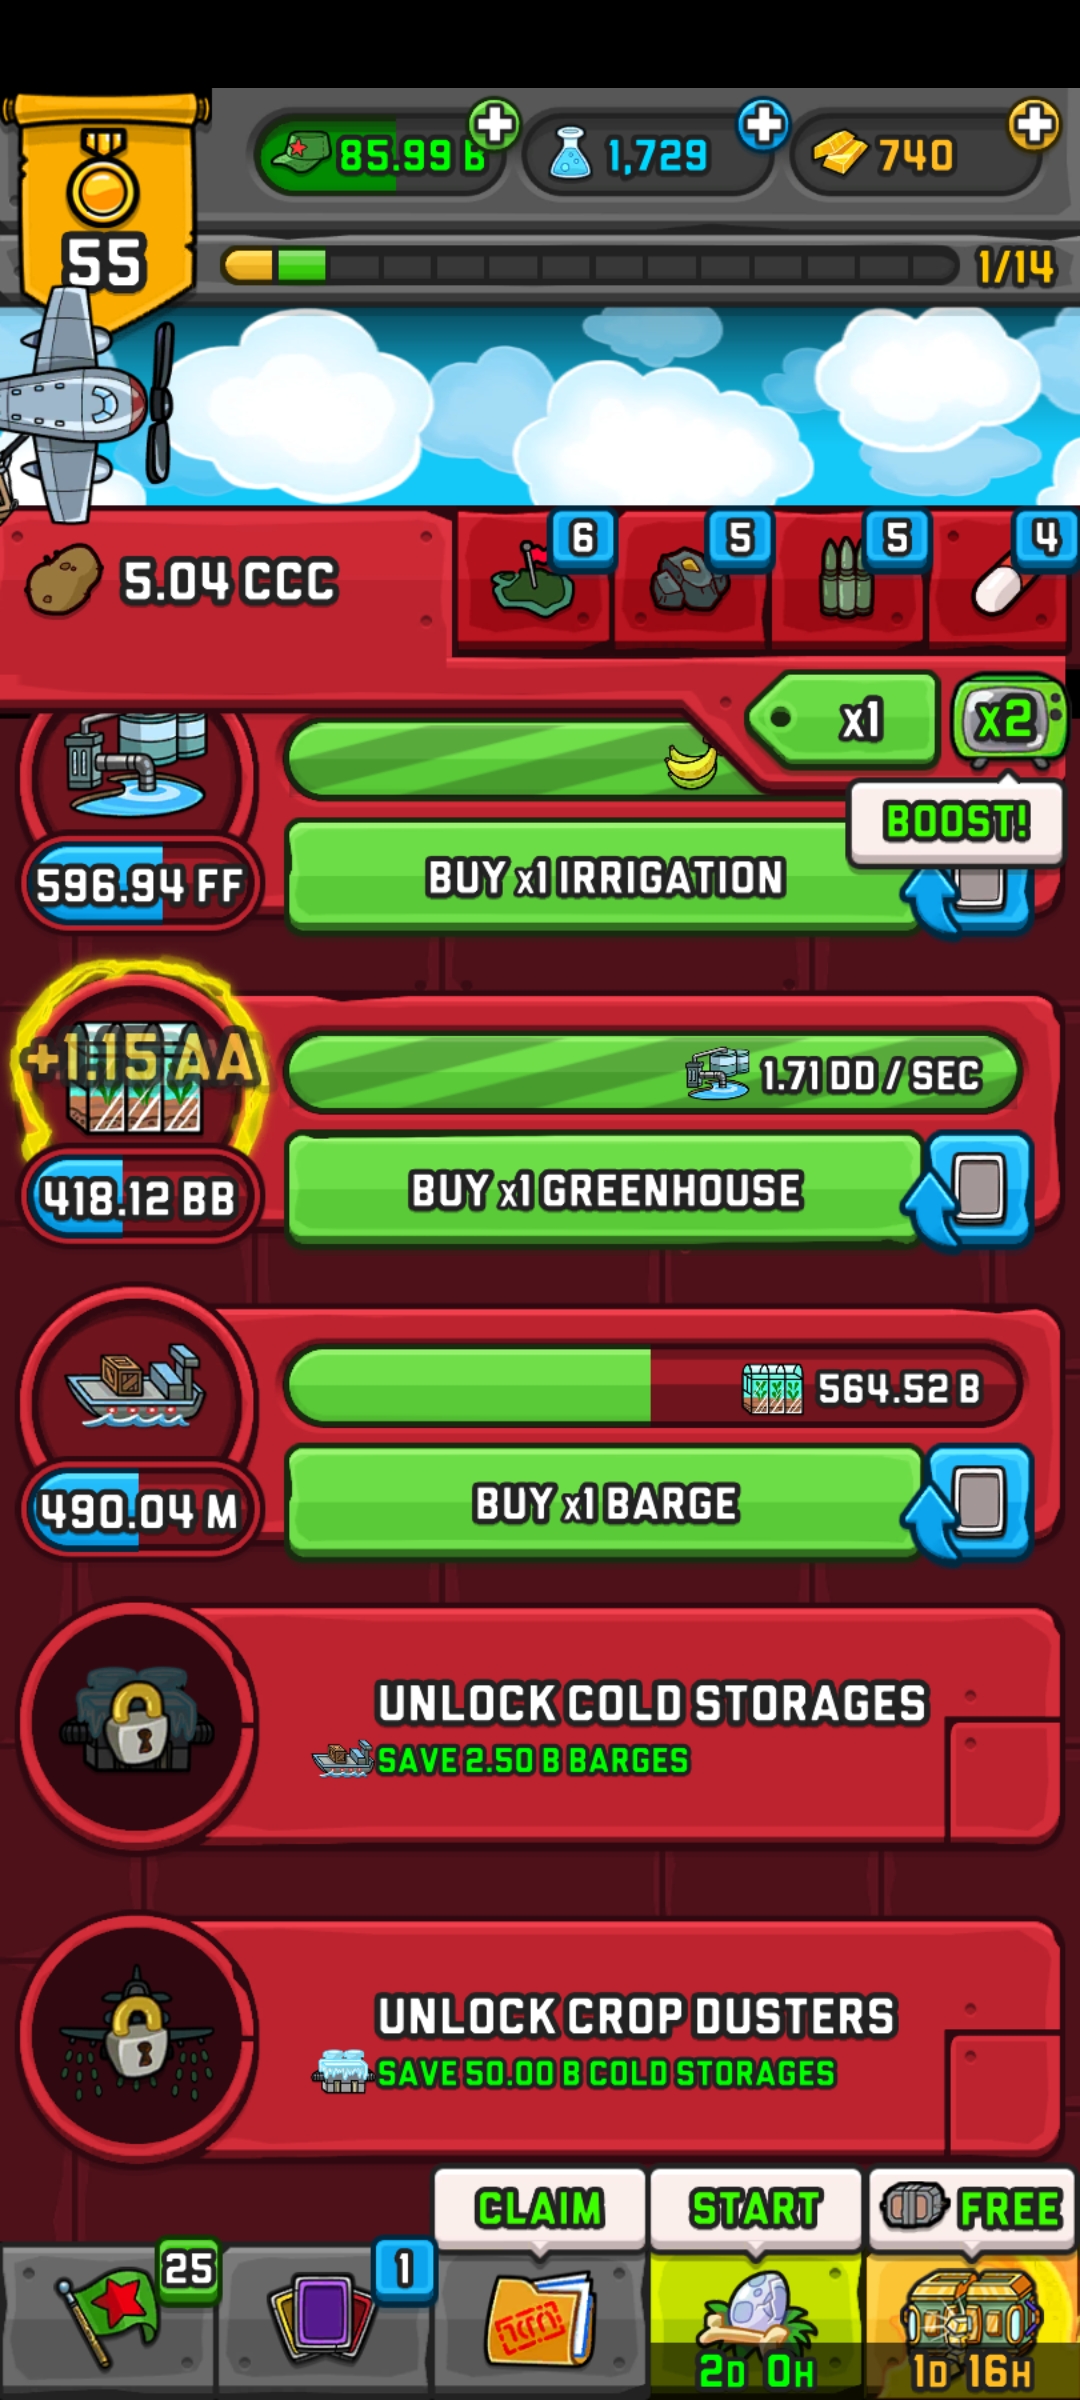 85.99 B
1,729
740
55
1/14
5.04 CCC
6
5
5
4
x1
x2
BOOST!
596.94 FF
BUY x1 IRRIGATION
+1.15 AA
1.71 DD / SEC
418.12 BB
BUY x1 GREENHOUSE
564.52 B
490.04 M
BUY x1 BARGE
UNLOCK COLD STORAGES
SAVE 2.50 B BARGES
UNLOCK CROP DUSTERS
SAVE 50.00 B COLD STORAGES
CLAIM
START
FREE
25
1
2D 0H
1D 16H